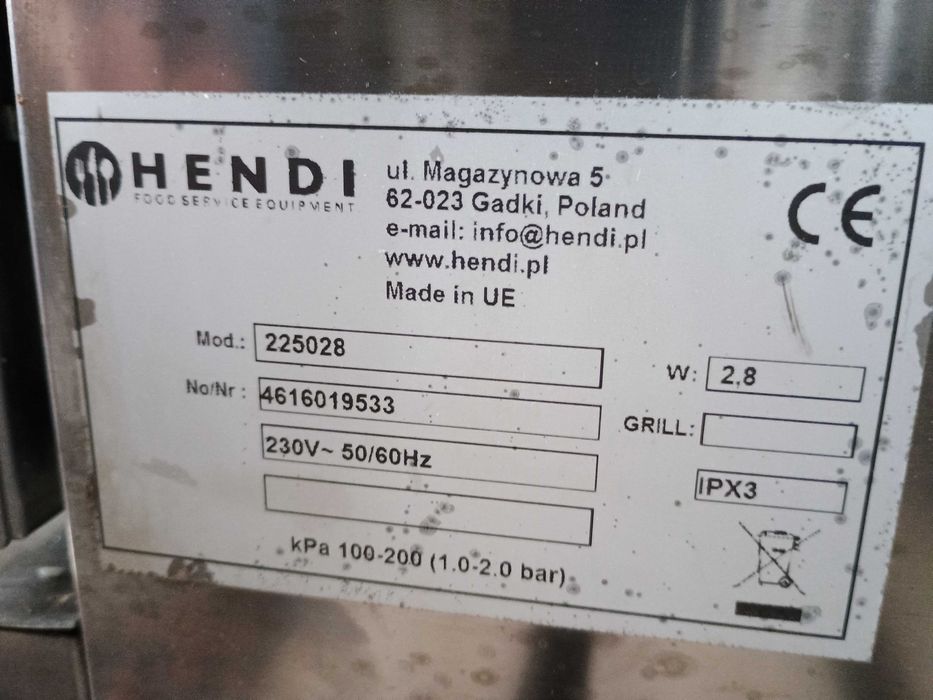 HENDI
FOOD SERVICE EQUIPMENT
ul. Magazynowa 5
62-023 Gadki, Poland
e-mail: info@hendi.pl
www.hendi.pl
Made in UE
CE
Mod.: 225028
No/Nr : 4616019533
230V~ 50/60Hz
W: 2,8
GRILL:
IPX3
kPa 100-200 (1.0-2.0 bar)